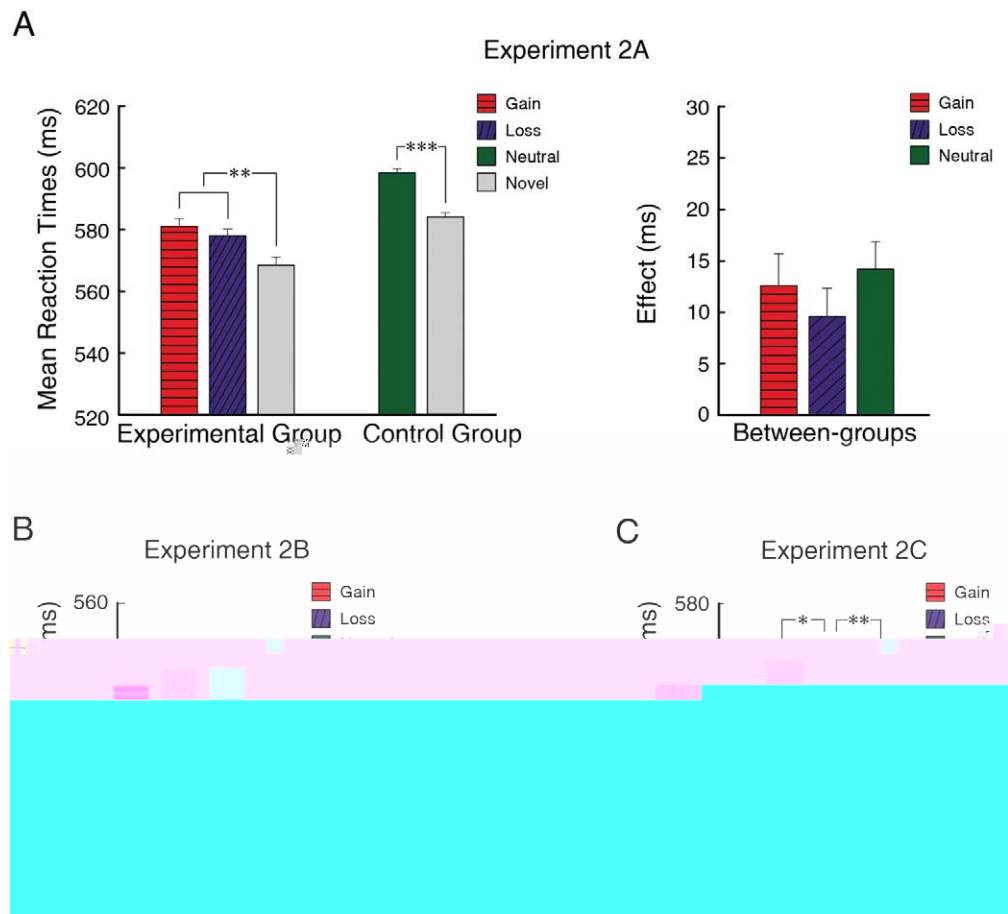 A
Experiment 2A
Mean Reaction Times (ms)
620
600
580
560
540
520
**
***
Gain
Loss
Neutral
Novel
Experimental Group
Control Group
Effect (ms)
30
25
20
15
10
5
0
Gain
Loss
Neutral
Between-groups
B
Experiment 2B
560
ms)
Gain
Loss
C
Experiment 2C
580
ms)
* **
Gain
Loss